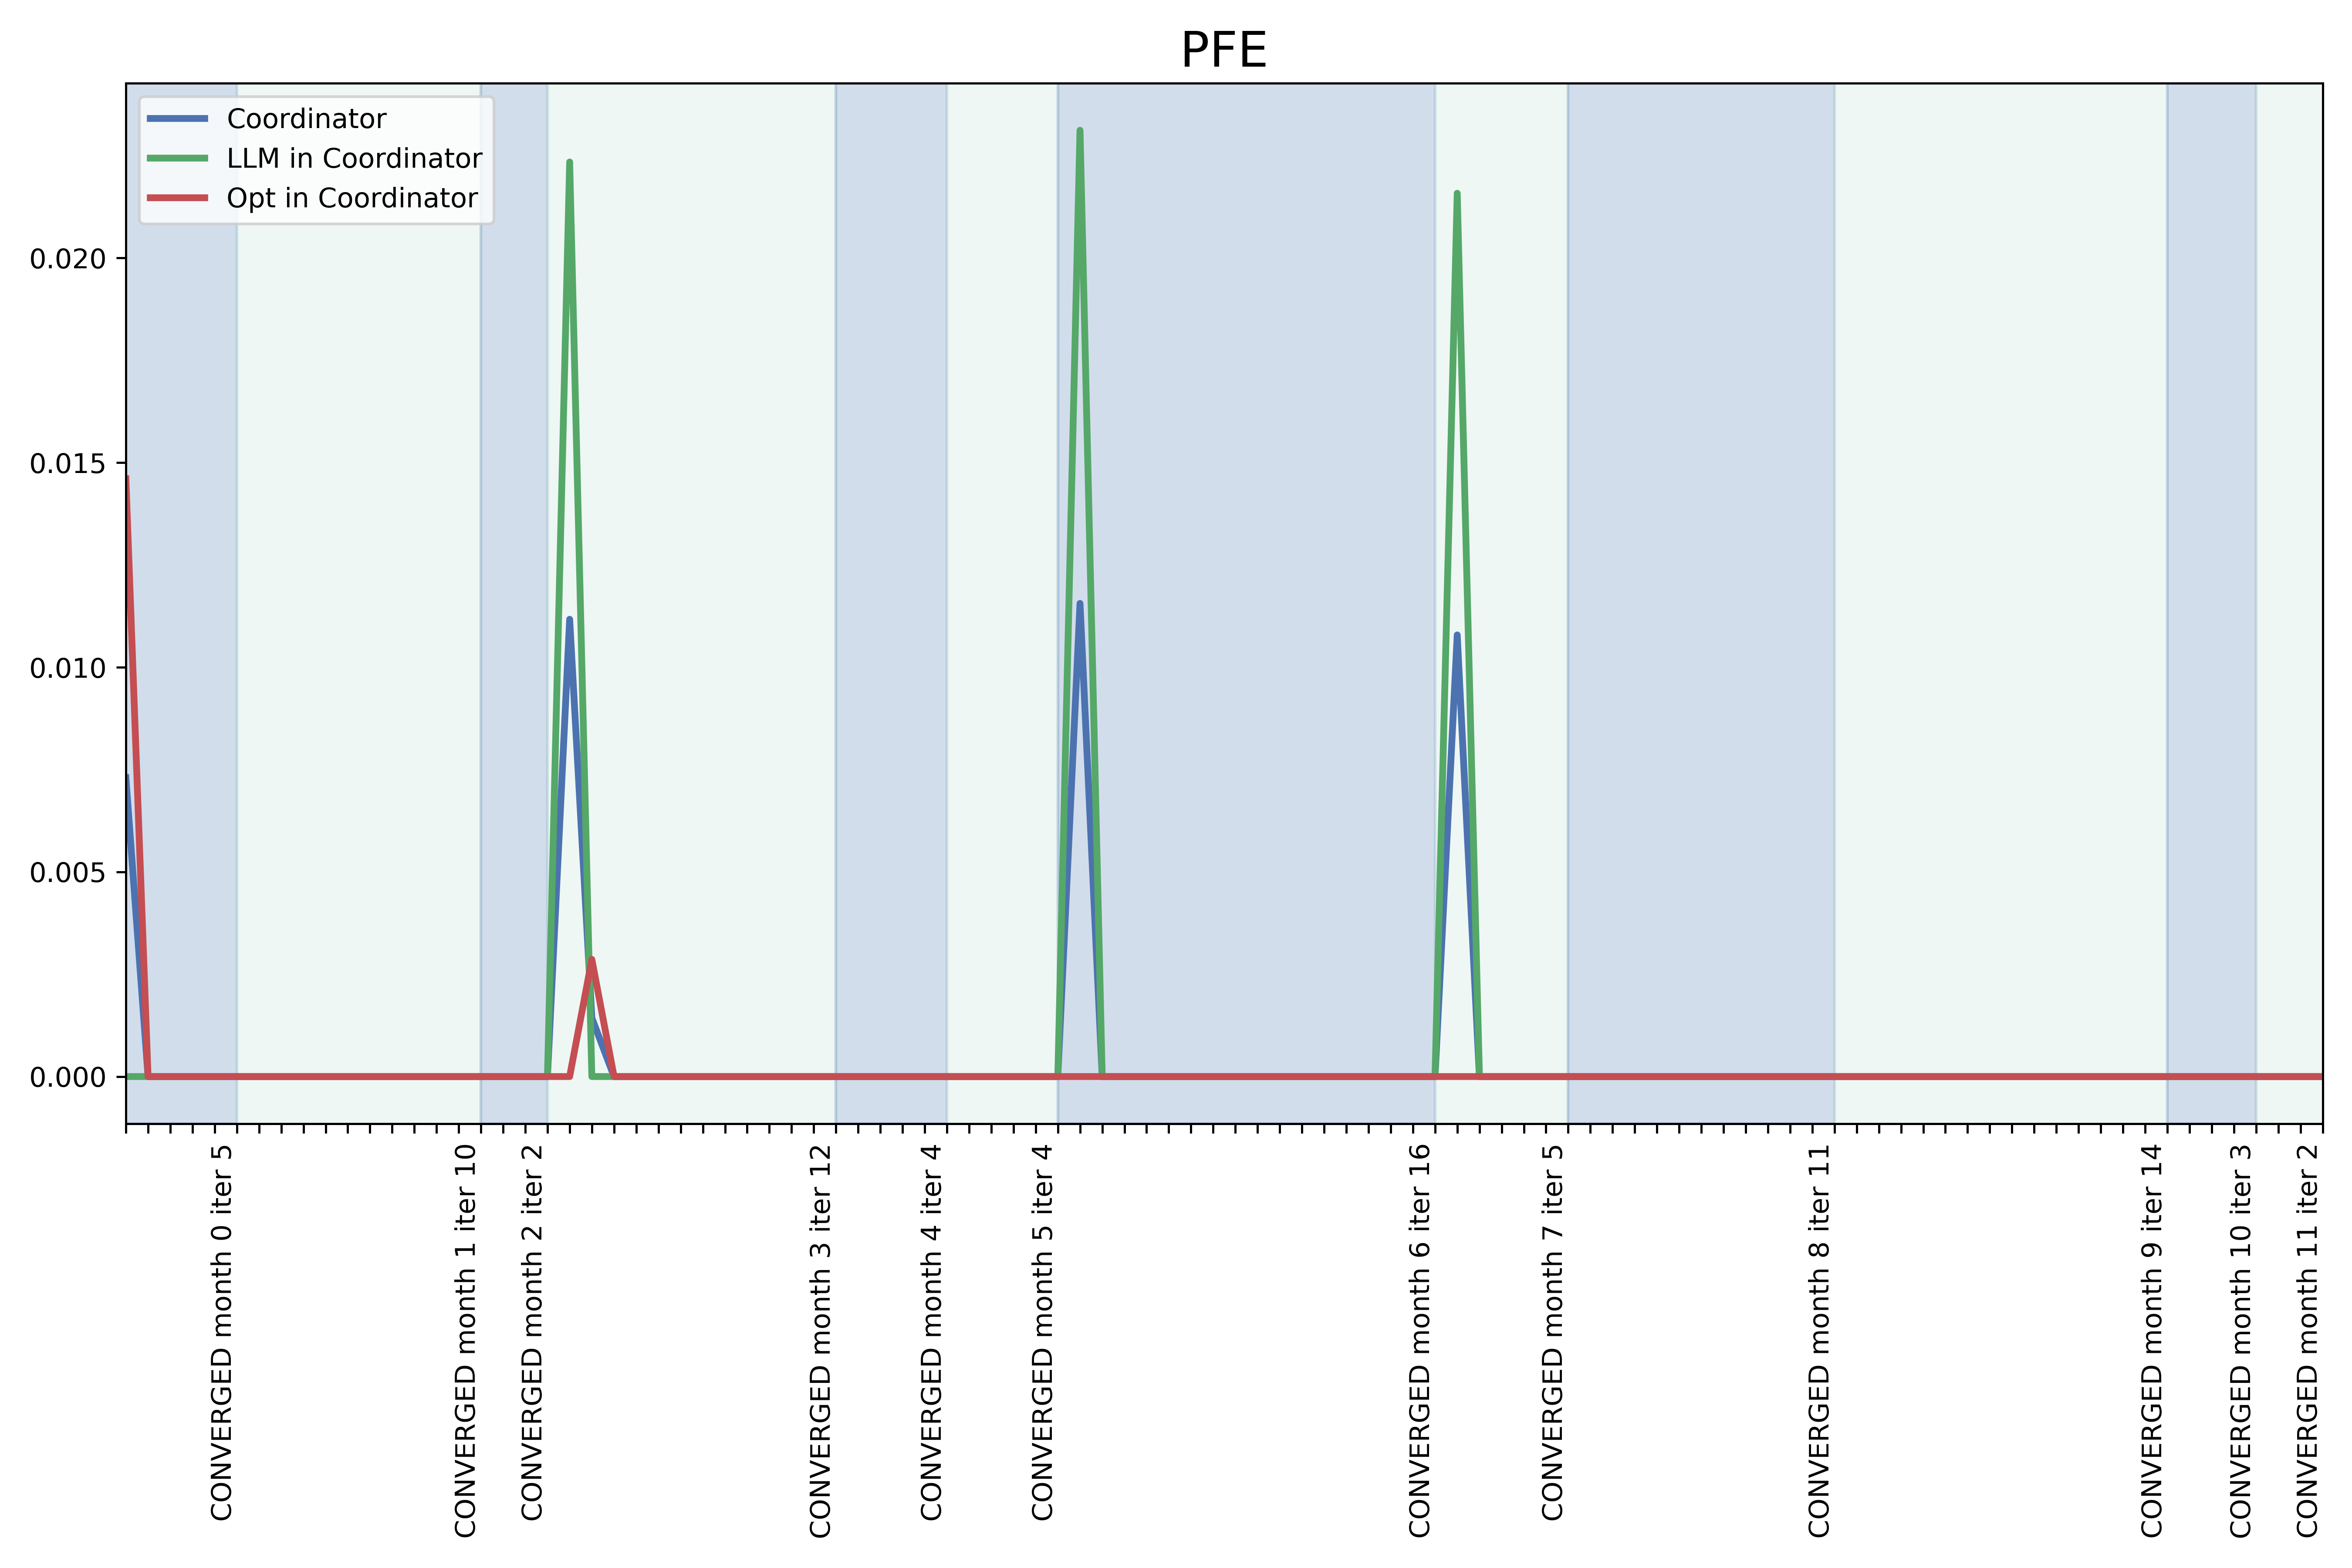 PFE
Coordinator
LLM in Coordinator
Opt in Coordinator
0.020
0.015
0.010
0.005
0.000
CONVERGED month 0 iter 5
CONVERGED month 1 iter 10
CONVERGED month 2 iter 2
CONVERGED month 3 iter 12
CONVERGED month 4 iter 4
CONVERGED month 5 iter 4
CONVERGED month 6 iter 16
CONVERGED month 7 iter 5
CONVERGED month 8 iter 11
CONVERGED month 9 iter 14
CONVERGED month 10 iter 3
CONVERGED month 11 iter 2